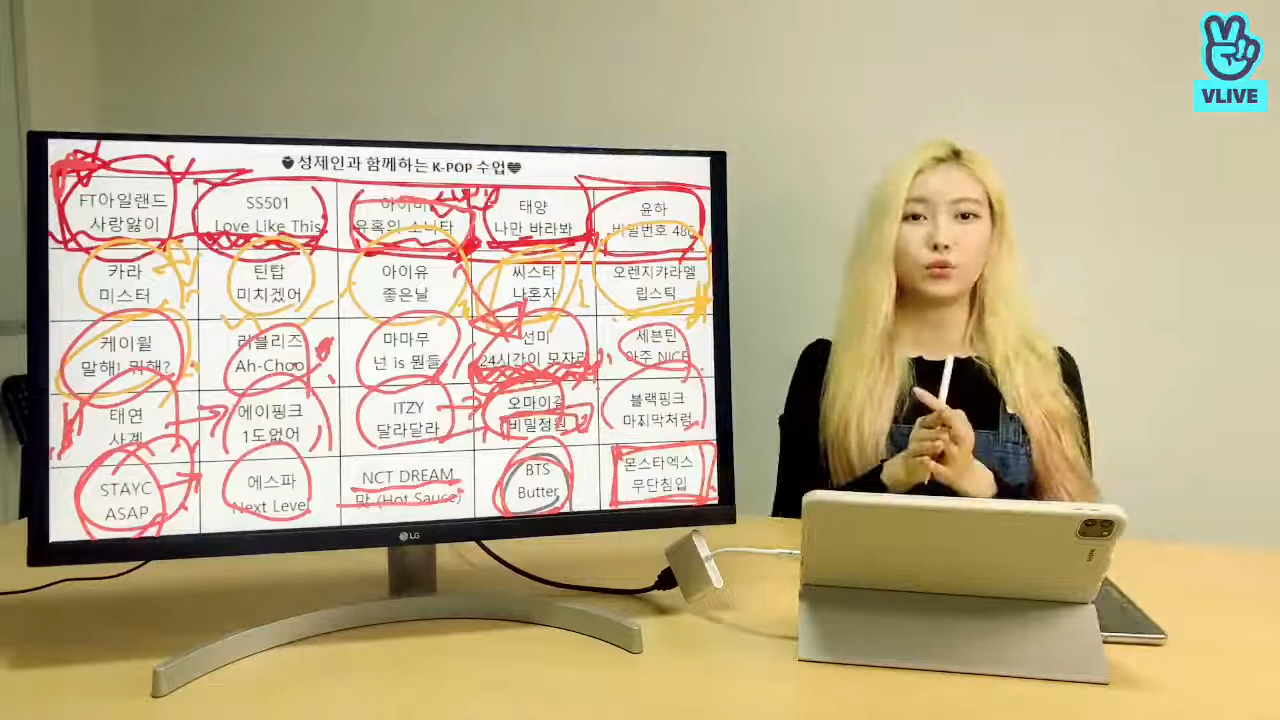 VLIVE
성제인과 함께하는 K-POP 수업
FT아일랜드
사랑앓이
SS501
Love Like This
아이비
유혹의 소나타
태양
나만 바라봐
윤하
비밀번호 486
카라
미스터
틴탑
미치겠어
아이유
좋은날
씨스타
나혼자
오렌지캬라멜
립스틱
케이윌
말해! 뭐해?
러블리즈
Ah-Choo
마마무
넌 is 뭔들
선미
24시간이 모자라
세븐틴
아주 NICE
태연
사계
에이핑크
1도없어
ITZY
달라달라
오마이걸
비밀정원
블랙핑크
마지막처럼
STAYC
ASAP
에스파
Next Level
NCT DREAM
맛 (Hot Sauce)
BTS
Butter
몬스타엑스
무단침입
LG